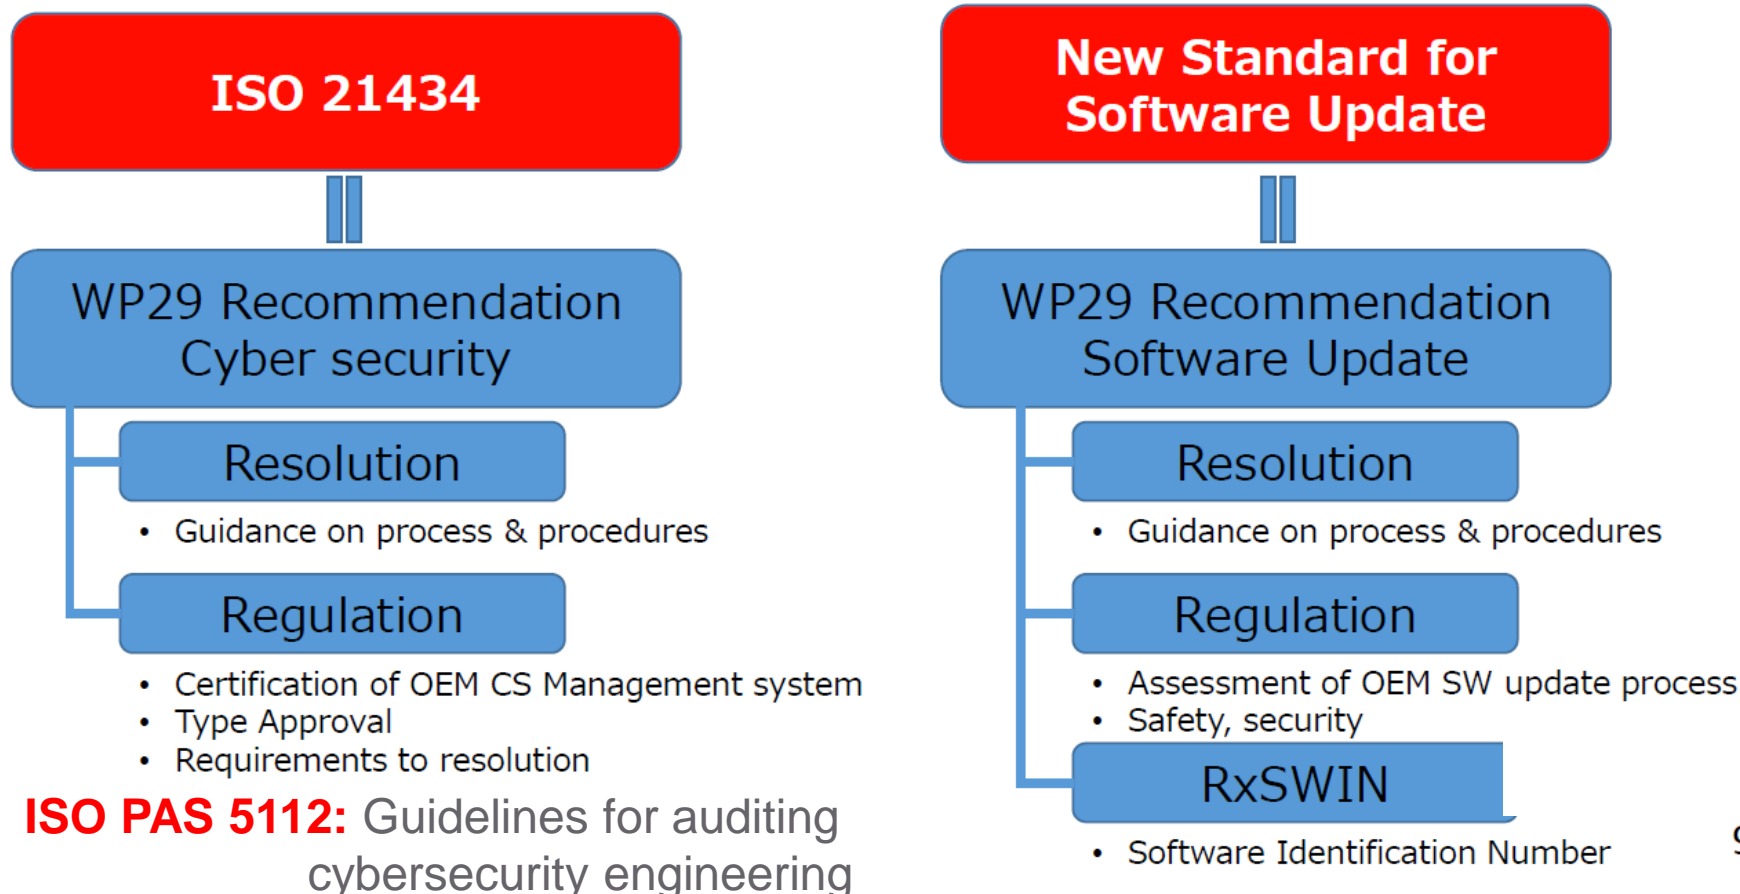 ISO 21434
WP29 Recommendation
Cyber security
Resolution
• Guidance on process & procedures
Regulation
• Certification of OEM CS Management system
• Type Approval
• Requirements to resolution
ISO PAS 5112: Guidelines for auditing
cybersecurity engineering
New Standard for
Software Update
WP29 Recommendation
Software Update
Resolution
• Guidance on process & procedures
Regulation
• Assessment of OEM SW update process
• Safety, security
RxSWIN
• Software Identification Number